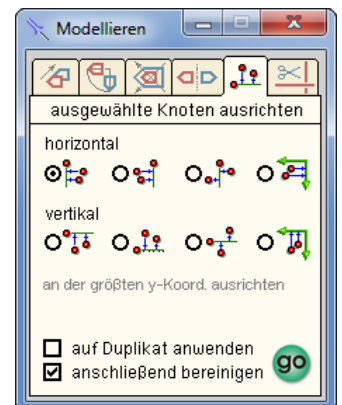 Modellieren
ausgewählte Knoten ausrichten
horizontal
vertikal
an der größten y-Koord. ausrichten
auf Duplikat anwenden
anschließend bereinigen
go